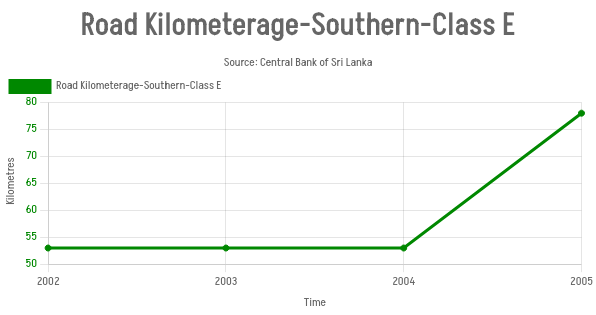 Road Kilometerage-Southern-Class E
Source: Central Bank of Sri Lanka
Road Kilometerage-Southern-Class E
80
75
70
65
60
55
50
Kilometres
2002 2003 2004 2005
Time